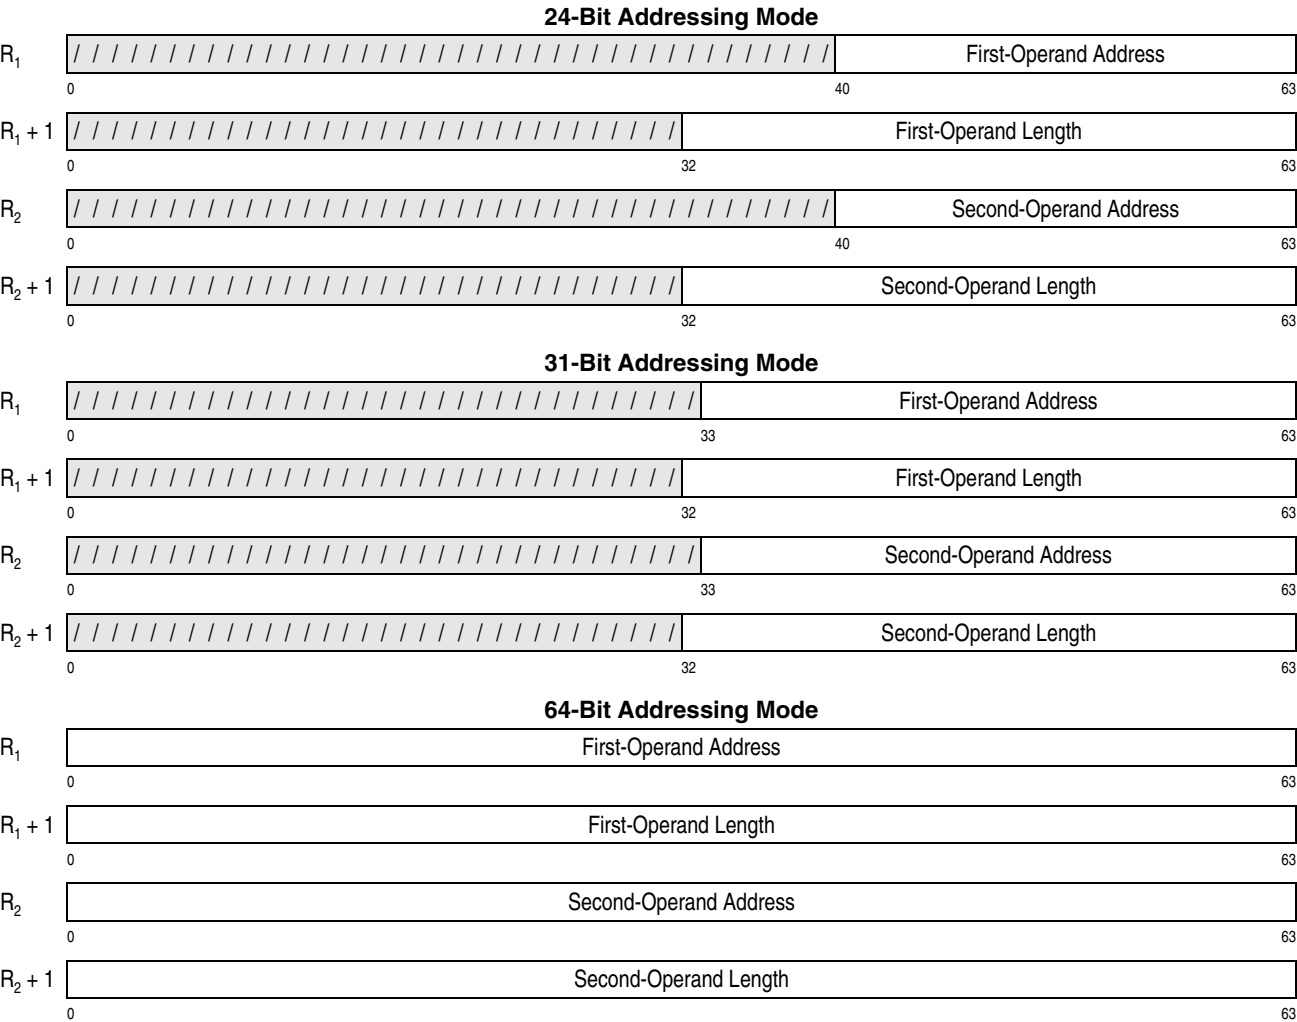 24-Bit Addressing Mode
R1 / / / / / / / / / / / / / / / / / / / / / / / / / / / / / / / / / / / / / / / / First-Operand Address
0 40 63
R1 + 1 / / / / / / / / / / / / / / / / / / / / / / / / / / / / / / / / First-Operand Length
0 32 63
R2 / / / / / / / / / / / / / / / / / / / / / / / / / / / / / / / / / / / / / / / / Second-Operand Address
0 40 63
R2 + 1 / / / / / / / / / / / / / / / / / / / / / / / / / / / / / / / / Second-Operand Length
0 32 63
31-Bit Addressing Mode
R1 / / / / / / / / / / / / / / / / / / / / / / / / / / / / / / / / / First-Operand Address
0 33 63
R1 + 1 / / / / / / / / / / / / / / / / / / / / / / / / / / / / / / / / First-Operand Length
0 32 63
R2 / / / / / / / / / / / / / / / / / / / / / / / / / / / / / / / / / Second-Operand Address
0 33 63
R2 + 1 / / / / / / / / / / / / / / / / / / / / / / / / / / / / / / / / Second-Operand Length
0 32 63
64-Bit Addressing Mode
R1 First-Operand Address
0 63
R1 + 1 First-Operand Length
0 63
R2 Second-Operand Address
0 63
R2 + 1 Second-Operand Length
0 63